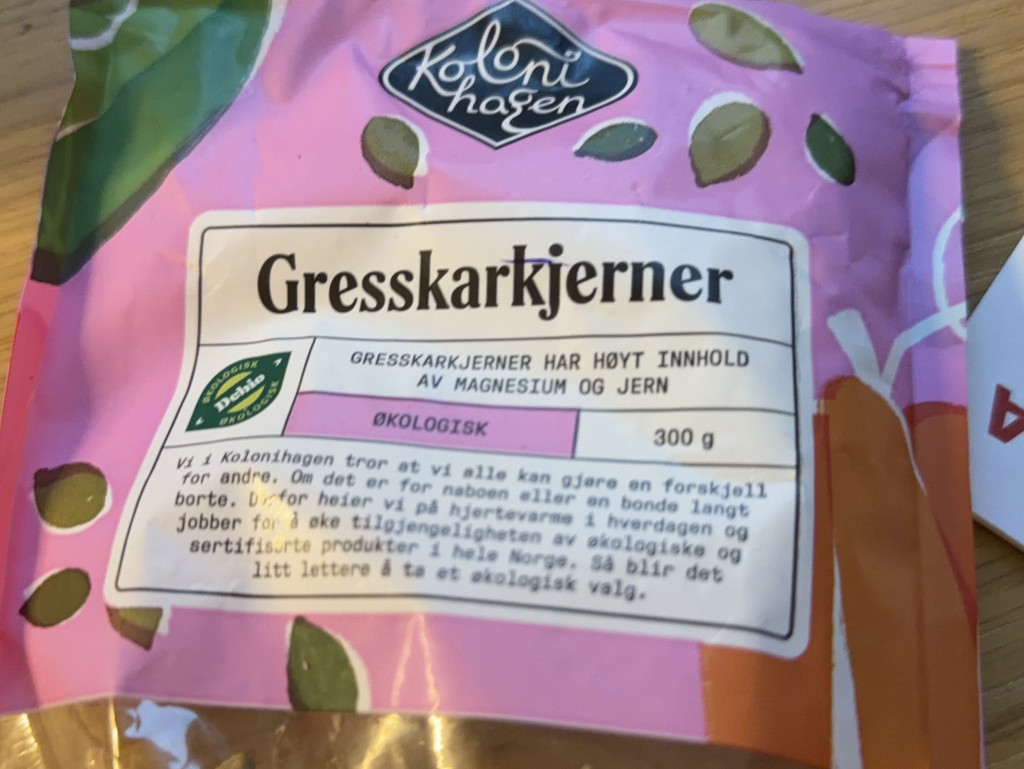 Koloni
hagen
Gresskarkjerner
ØKOLOGISK
Debio
ØKOLOGISK
GRESSKARKJERNER HAR HØYT INNHOLD
AV MAGNESIUM OG JERN
ØKOLOGISK
300 g
Vi i Kolonihagen tror at vi alle kan gjøre en forskjell
for andre. Om det er for naboen eller en bonde langt
borte. Derfor heier vi på hjertevarme i hverdagen og
jobber for å øke tilgjengeligheten av økologiske og
sertifiserte produkter i hele Norge. Så blir det
litt lettere å ta et økologisk valg.
A